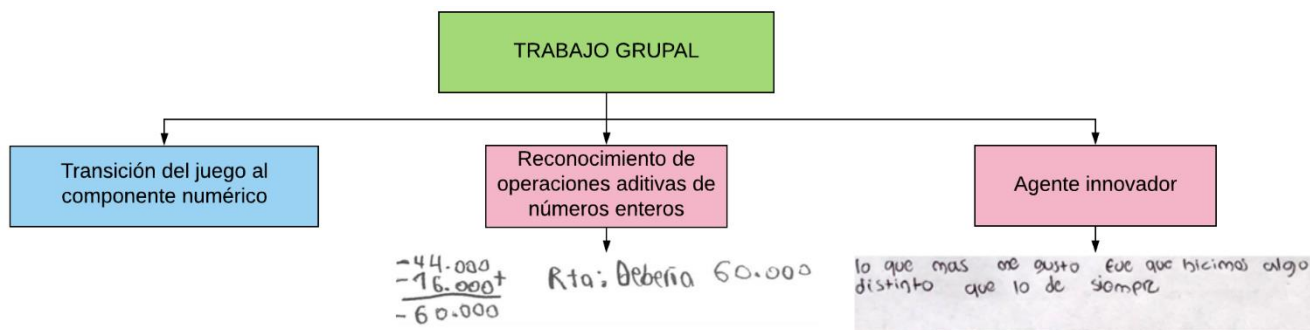 TRABAJO GRUPAL
Transición del juego al
componente numérico
Reconocimiento de
operaciones aditivas de
números enteros
Agente innovador
-44.000
-16.000+
-60.000
Rta: Deberia 60.000
lo que mas me gusto fue que hicimos algo
distinto que lo de siempre